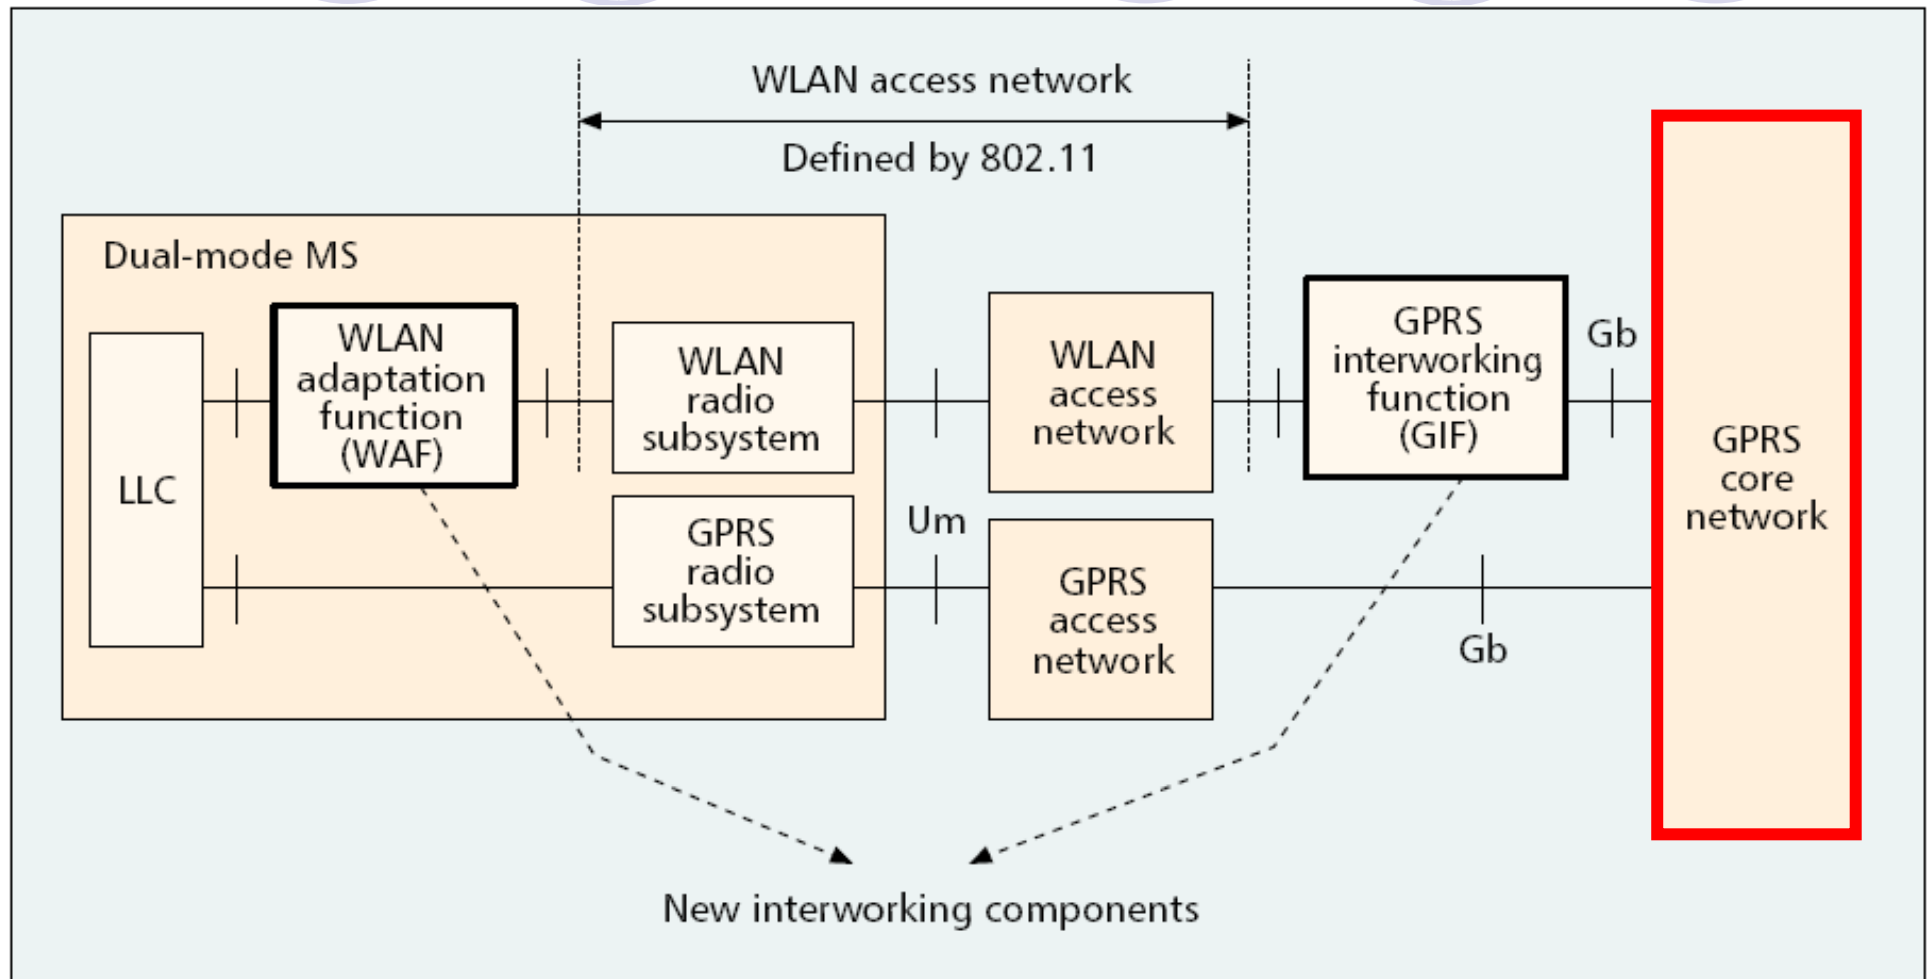 WLAN access network
Defined by 802.11
Dual-mode MS
LLC
WLAN
adaptation
function
(WAF)
WLAN
radio
subsystem
WLAN
access
network
GPRS
interworking
function
(GIF)
Gb
GPRS
core
network
GPRS
radio
subsystem
Um
GPRS
access
network
Gb
New interworking components